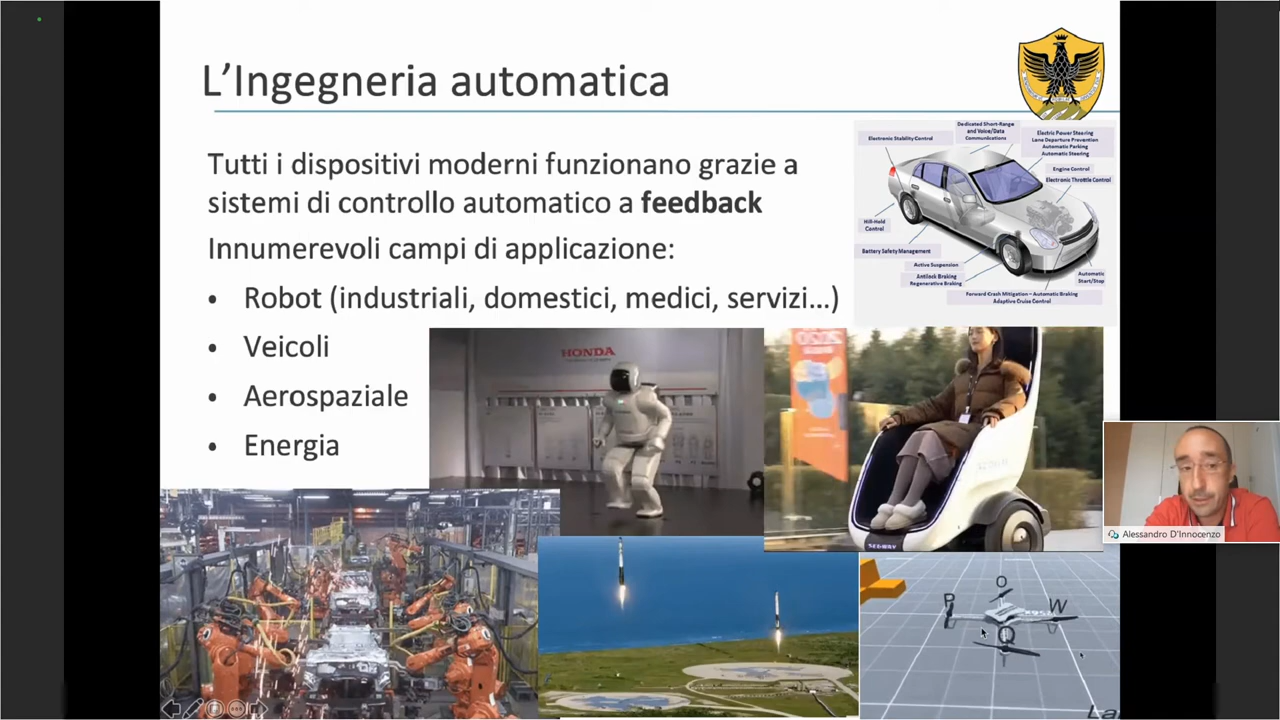 L'Ingegneria automatica
Tutti i dispositivi moderni funzionano grazie a
sistemi di controllo automatico a feedback
Innumerevoli campi di applicazione:
• Robot (industriali, domestici, medici, servizi...)
• Veicoli
• Aerospaziale
• Energia
Electronic Stability Control
Dedicated Short-Range
and Voice/Data
Communications
Electric Power Steering
Lane Departure Prevention
Automatic Parking
Automatic Steering
Engine Control
Electronic Throttle Control
Hill-Hold
Control
Battery Safety Management
Active Suspension
Antilock Braking
Regenerative Braking
Forward Crash Mitigation – Automatic Braking
Adaptive Cruise Control
Automatic
Start/Stop
HONDA
SEGWAY
Alessandro D'Innocenzo
O
P
W
Q